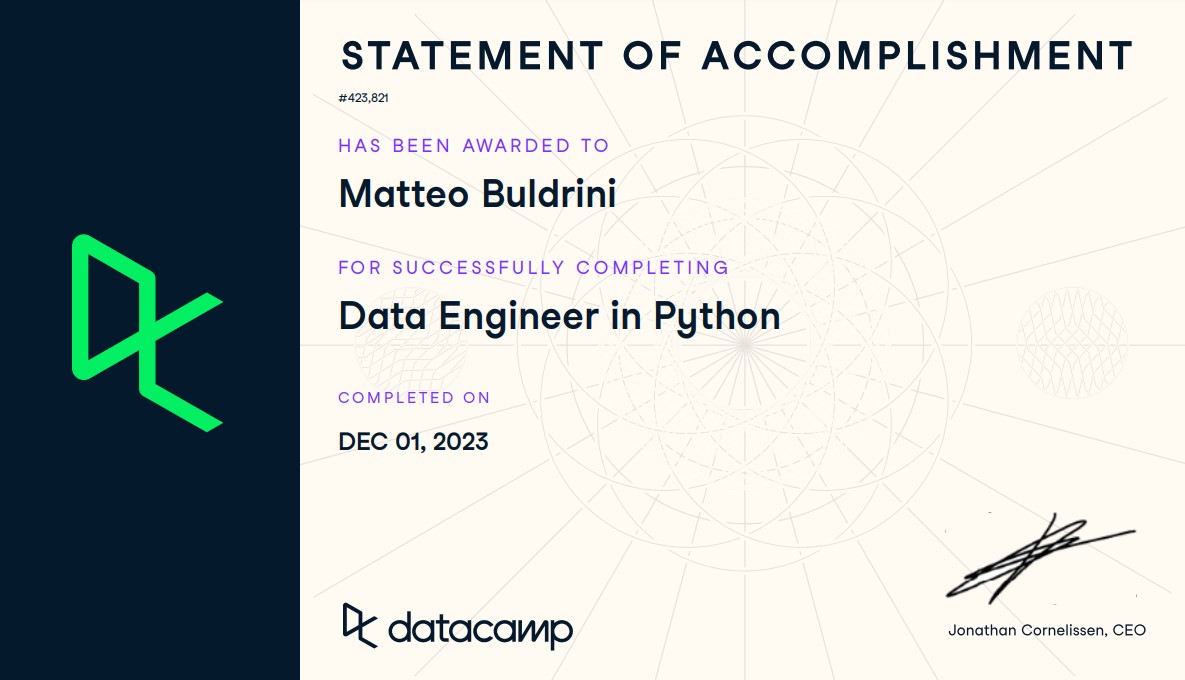 STATEMENT OF ACCOMPLISHMENT
#423,821
HAS BEEN AWARDED TO
Matteo Buldrini
FOR SUCCESSFULLY COMPLETING
Data Engineer in Python
COMPLETED ON
DEC 01, 2023
datacamp
Jonathan Cornelissen, CEO